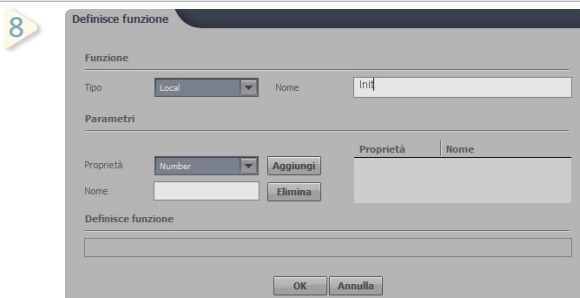 8
Definisce funzione
Funzione
Tipo Local Nome Init
Parametri
Proprietà Nome
Proprietà Number Aggiungi
Nome Elimina
Definisce funzione
OK Annulla